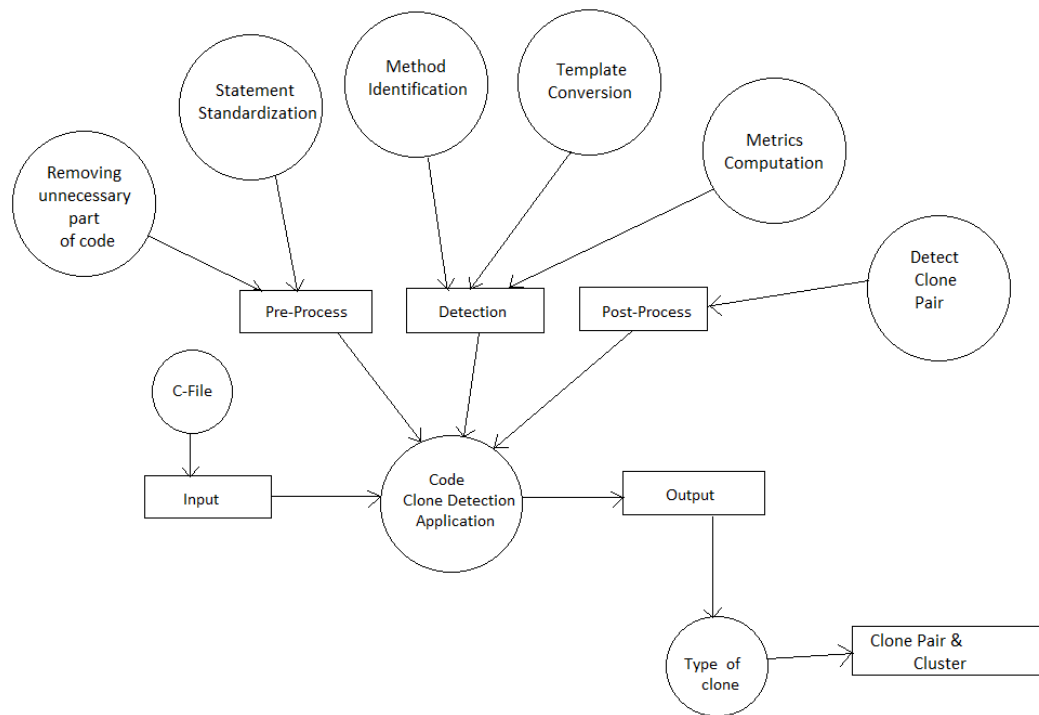 Method
Identification
Template
Conversion
Statement
Standardization
Metrics
Computation
Removing
unnecessary
part
of code
Detect
Clone
Pair
Pre-Process
Detection
Post-Process
C-File
Input
Code
Clone Detection
Application
Output
Type of
clone
Clone Pair &
Cluster